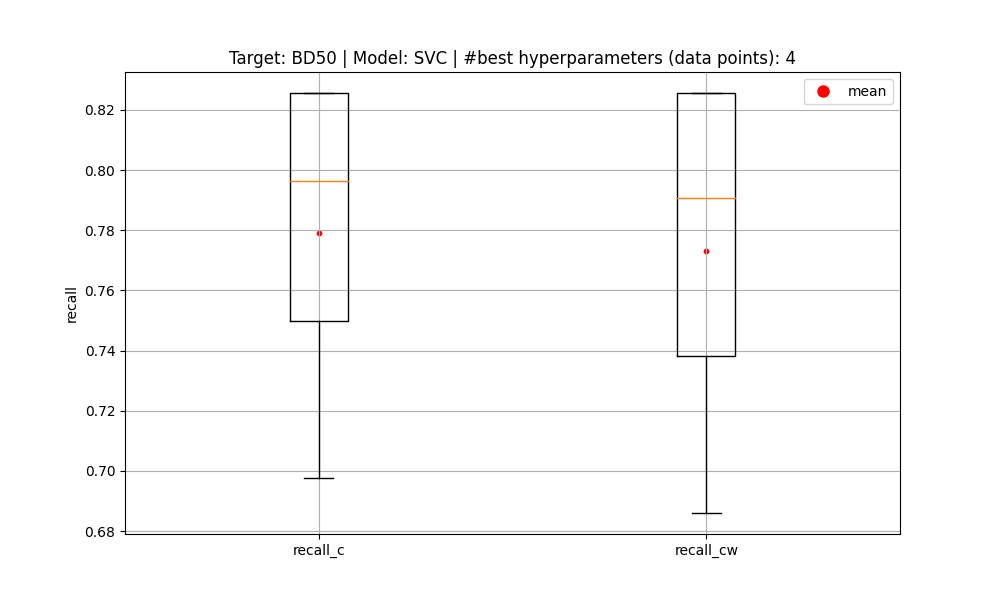 Target: BD50 | Model: SVC | #best hyperparameters (data points): 4
mean
0.82
0.80
0.78
0.76
0.74
0.72
0.70
0.68
recall
recall_c
recall_cw